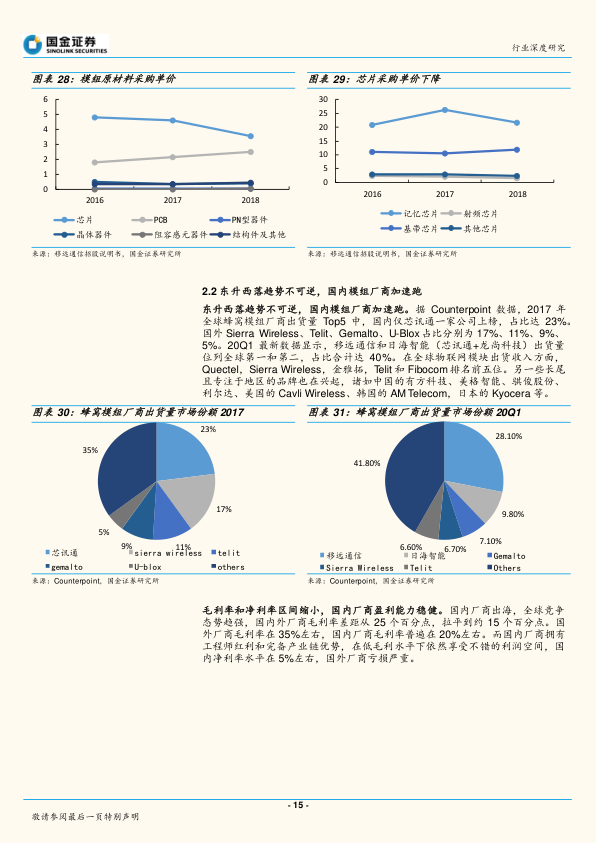 国金证券
SINOLINK SECURITIES
行业深度研究
图表 28：模组原材料采购单价
6
5
4
3
2
1
0
2016 2017 2018
芯片 PCB PN型器件
晶体器件 阻容感元器件 结构件及其他
来源：移远通信招股说明书，国金证券研究所
图表 29：芯片采购单价下降
30
25
20
15
10
5
0
2016 2017 2018
记忆芯片 射频芯片
基带芯片 其他芯片
来源：移远通信招股说明书，国金证券研究所
2.2 东升西落趋势不可逆，国内模组厂商加速跑
东升西落趋势不可逆，国内模组厂商加速跑。据 Counterpoint 数据，2017 年
全球蜂窝模组厂商出货量 Top5 中，国内仅芯讯通一家公司上榜，占比达 23%。
国外 Sierra Wireless、Telit、Gemalto、U-Blox 占比分别为 17%、11%、9%、
5%。20Q1 最新数据显示，移远通信和日海智能（芯讯通+龙尚科技）出货量
位列全球第一和第二，占比合计达 40%。在全球物联网模块出货收入方面，
Quectel，Sierra Wireless，金雅拓，Telit 和 Fibocom 排名前五位。另一些长尾
且专注于地区的品牌也在兴起，诸如中国的有方科技、美格智能、骐俊股份、
利尔达、美国的 Cavli Wireless、韩国的 AM Telecom，日本的 Kyocera 等。
图表 30：蜂窝模组厂商出货量市场份额 2017
23%
17%
11%
9%
5%
35%
芯讯通 sierra wireless telit
gemalto U-blox others
来源：Counterpoint，国金证券研究所
图表 31：蜂窝模组厂商出货量市场份额 20Q1
28.10%
9.80%
7.10%
6.70%
6.60%
41.80%
移远通信 日海智能 Gemalto
Sierra Wireless Telit Others
来源：Counterpoint，国金证券研究所
毛利率和净利率区间缩小，国内厂商盈利能力稳健。国内厂商出海，全球竞争
态势趋强，国内外厂商毛利率差距从 25 个百分点，拉平到约 15 个百分点。国
外厂商毛利率在 35%左右，国内厂商毛利率普遍在 20%左右。而国内厂商拥有
工程师红利和完备产业链优势，在低毛利水平下依然享受不错的利润空间，国
内净利率水平在 5%左右，国外厂商亏损严重。
- 15 -
敬请参阅最后一页特别声明